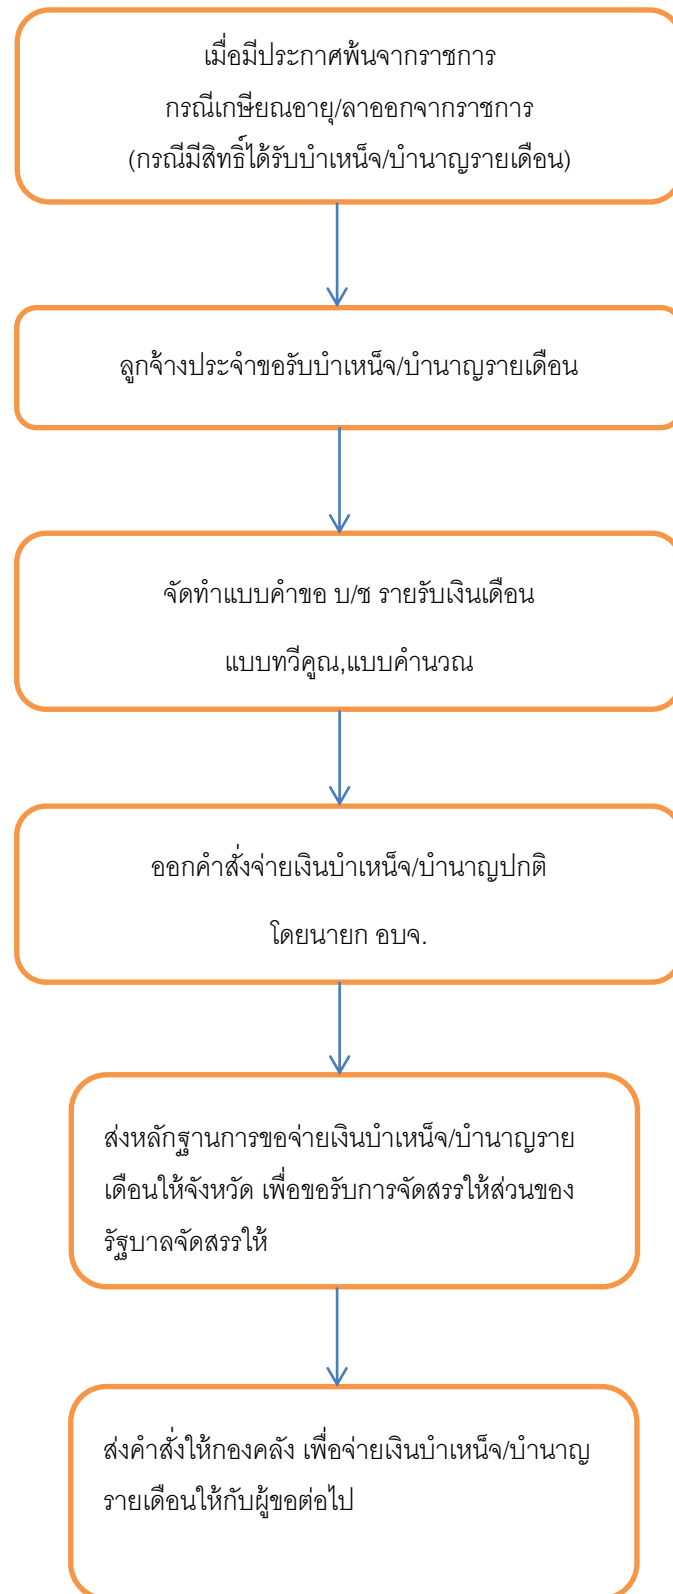 เมื่อมีประกาศพ้นจากราชการ
กรณีเกษียณอายุ/ลาออกจากราชการ
(กรณีมีสิทธิ์ได้รับบำเหน็จ/บำนาญรายเดือน)
ลูกจ้างประจำขอรับบำเหน็จ/บำนาญรายเดือน
จัดทำแบบคำขอ บ/ช รายรับเงินเดือน
แบบทวีคูณ,แบบคำนวณ
ออกคำสั่งจ่ายเงินบำเหน็จ/บำนาญปกติ
โดยนายก อบจ.
ส่งหลักฐานการขอจ่ายเงินบำเหน็จ/บำนาญราย
เดือนให้จังหวัด เพื่อขอรับการจัดสรรให้ส่วนของ
รัฐบาลจัดสรรให้
ส่งคำสั่งให้กองคลัง เพื่อจ่ายเงินบำเหน็จ/บำนาญ
รายเดือนให้กับผู้ขอต่อไป